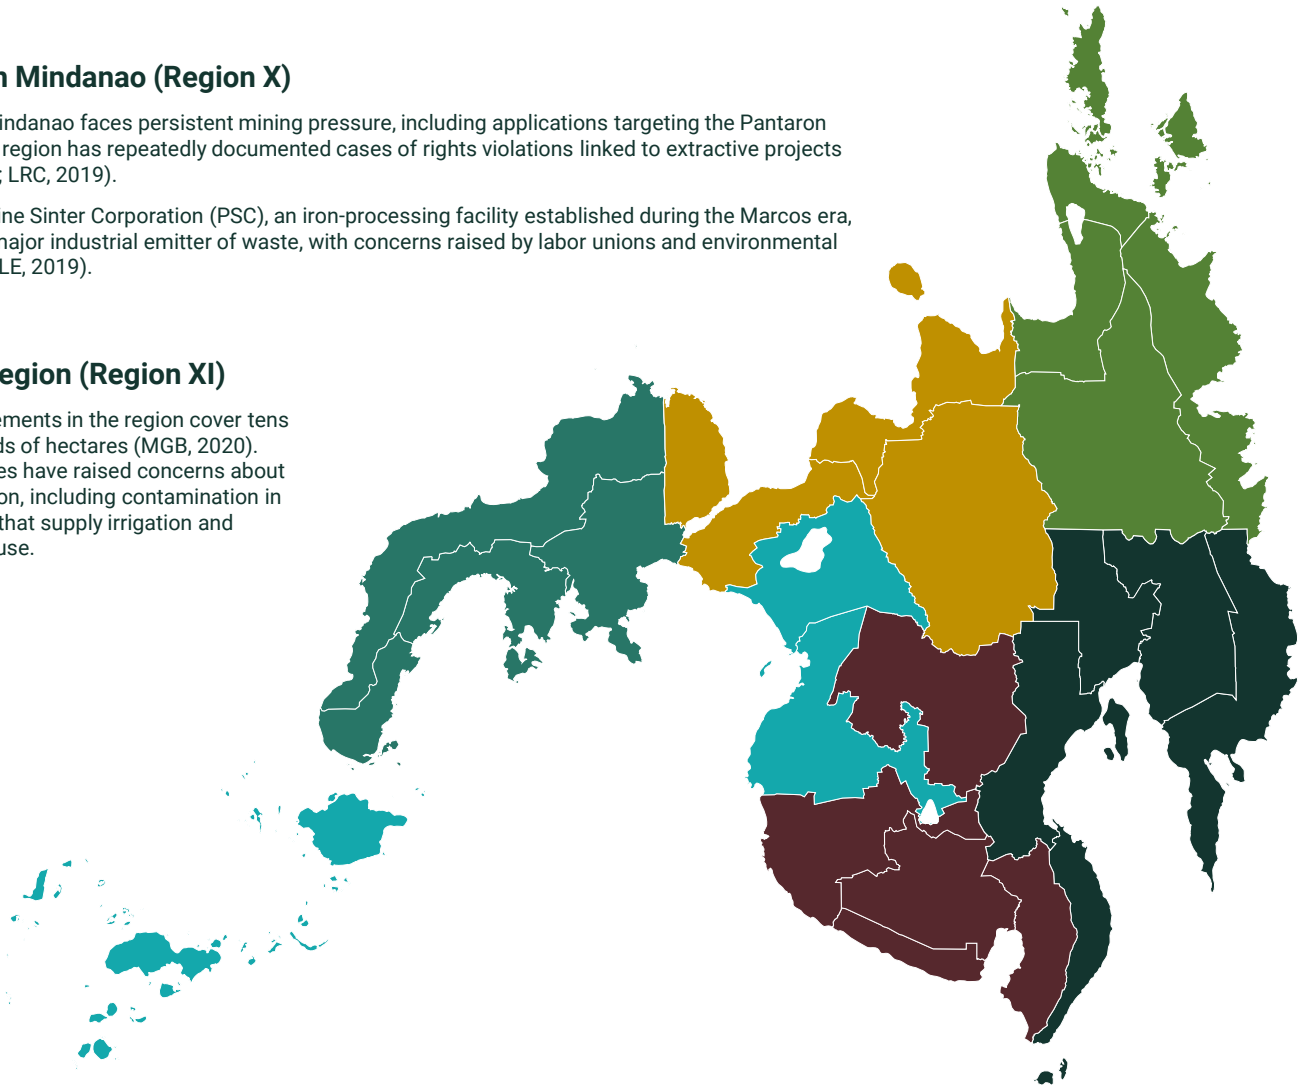 Mindanao (Region X)
indanao faces persistent mining pressure, including applications targeting the Pantaron
region has repeatedly documented cases of rights violations linked to extractive projects
; LRC, 2019).
ine Sinter Corporation (PSC), an iron-processing facility established during the Marcos era,
major industrial emitter of waste, with concerns raised by labor unions and environmental
LE, 2019).
egion (Region XI)
ements in the region cover tens
ds of hectares (MGB, 2020).
es have raised concerns about
on, including contamination in
that supply irrigation and
use.